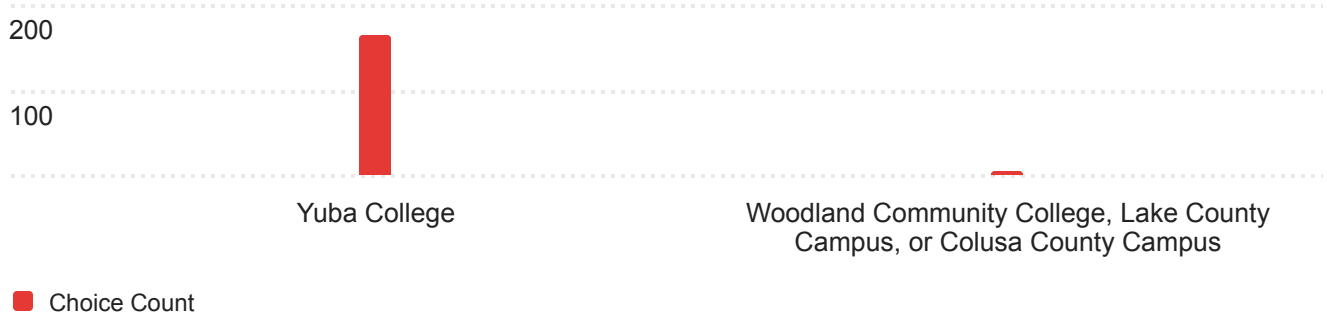 200
100
Yuba College
Woodland Community College, Lake County
Campus, or Colusa County Campus
Choice Count